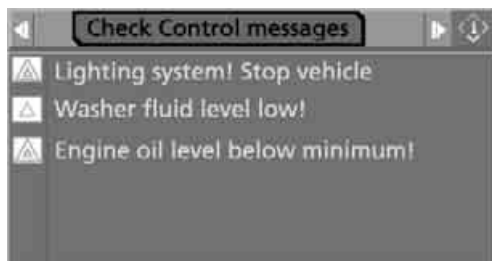 Check Control messages
Lighting system! Stop vehicle
Washer fluid level low!
Engine oil level below minimum!